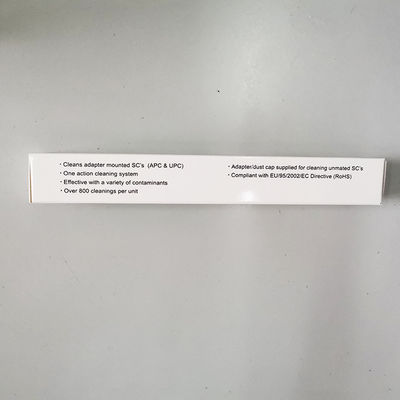 · Cleans adapter mounted SC's (APC & UPC)
· One action cleaning system
· Effective with a variety of contaminants
· Over 800 cleanings per unit
· Adapter/dust cap supplied for cleaning unmated SC's
· Compliant with EU/95/2002/EC Directive (RoHS)